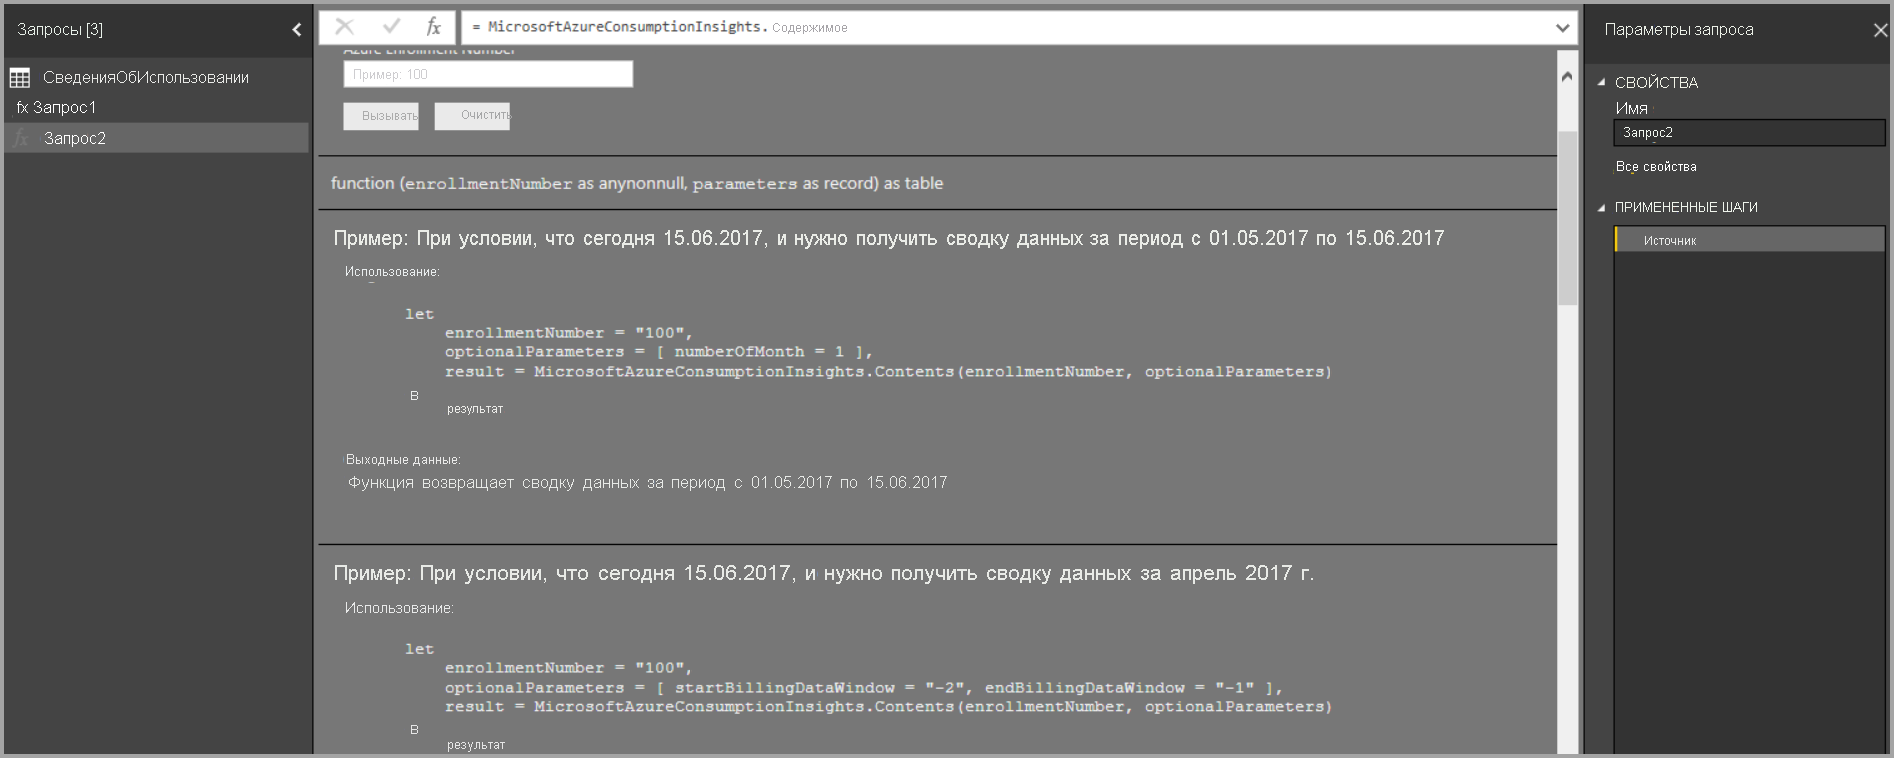 Запросы [3]
СведенияОбИспользовании
fx Запрос1
fx Запрос2
fx
= MicrosoftAzureConsumptionInsights. Содержимое
Azure Enrollment Number
Пример: 100
Вызывать Очистить
function (enrollmentNumber as anynonnull, parameters as record) as table
Пример: При условии, что сегодня 15.06.2017, и нужно получить сводку данных за период с 01.05.2017 по 15.06.2017
Использование:
let
enrollmentNumber = "100",
optionalParameters = [ numberOfMonth = 1 ],
result = MicrosoftAzureConsumptionInsights.Contents(enrollmentNumber, optionalParameters)
В
результат
Выходные данные:
Функция возвращает сводку данных за период с 01.05.2017 по 15.06.2017
Пример: При условии, что сегодня 15.06.2017, и нужно получить сводку данных за апрель 2017 г.
Использование:
let
enrollmentNumber = "100",
optionalParameters = [ startBillingDataWindow = "-2", endBillingDataWindow = "-1" ],
result = MicrosoftAzureConsumptionInsights.Contents(enrollmentNumber, optionalParameters)
В
результат
Параметры запроса
СВОЙСТВА
Имя
Запрос2
Все свойства
ПРИМЕНЕННЫЕ ШАГИ
Источник